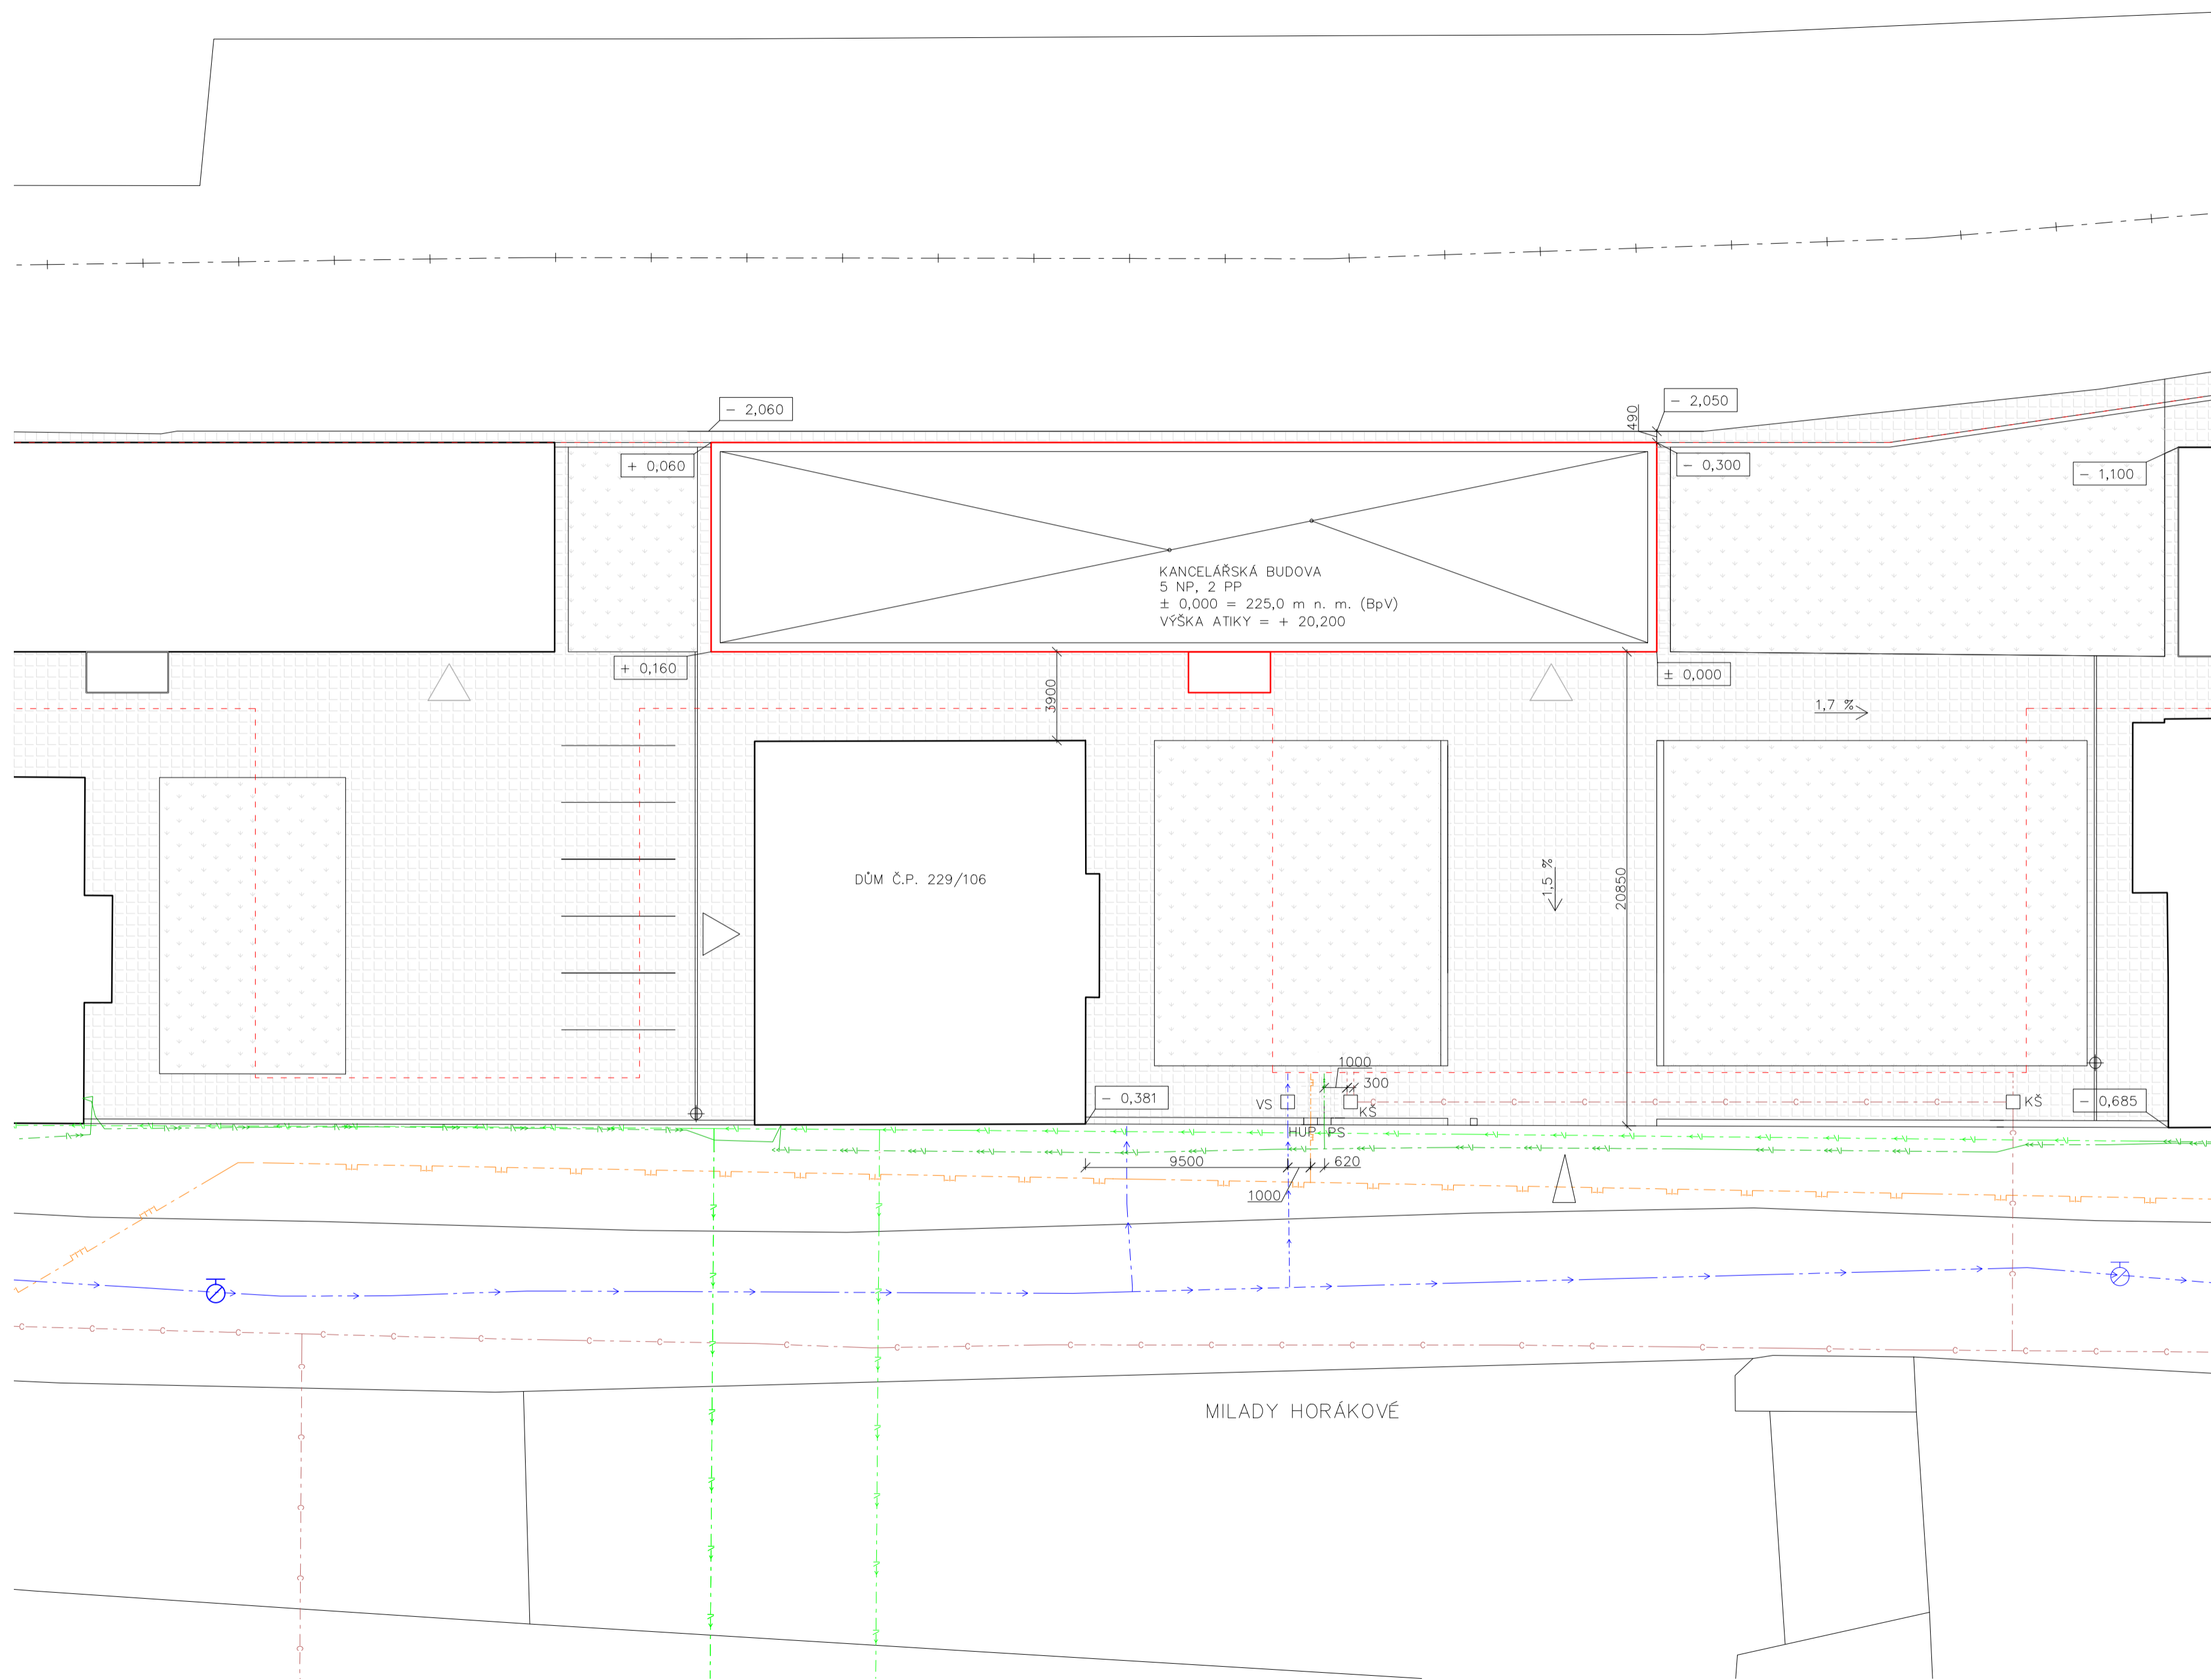 − 2,060
− 2,050
490
+ 0,060
− 0,300
− 1,100
KANCELÁŘSKÁ BUDOVA
5 NP, 2 PP
± 0,000 = 225,0 m n. m. (BpV)
VÝŠKA ATIKY = + 20,200
+ 0,160
± 0,000
3900
1,7 %
DŮM Č.P. 229/106
1,5 %
20850
1000
300
− 0,381
VS
KŠ
KŠ
− 0,685
HUP
PS
9500
620
1000
MILADY HORÁKOVÉ